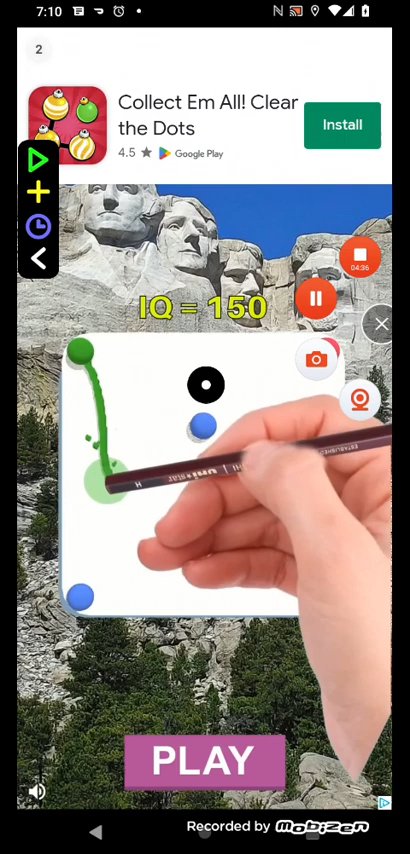 7:10
2
Collect Em All! Clear
the Dots
Install
4.5 ★ Google Play
04:36
IQ = 150
H
PLAY
Recorded by MOBIZEN